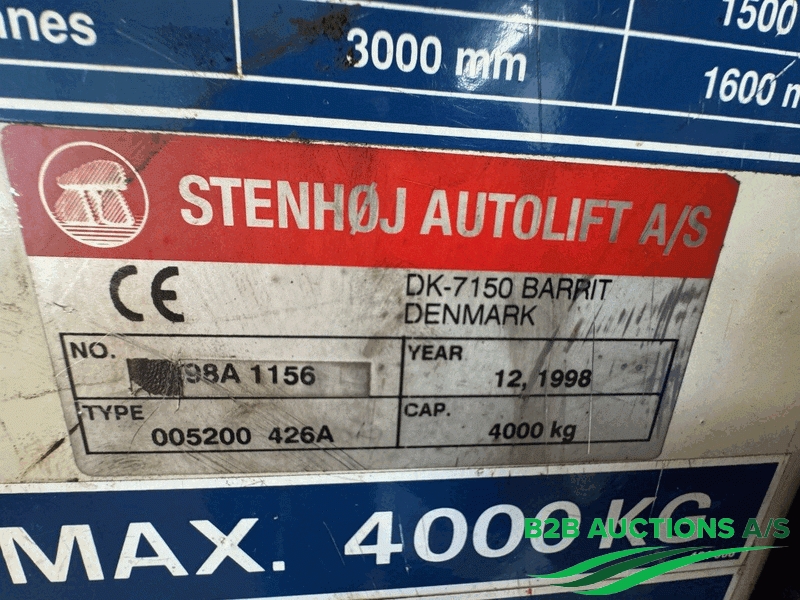 1500
3000 mm
1600
STENHØJ AUTOLIFT A/S
CE
DK-7150 BARRIT
DENMARK
NO.
98A 1156
YEAR
12, 1998
TYPE
005200 426A
CAP.
4000 kg
MAX. 4000 KG
B2B AUCTIONS A/S